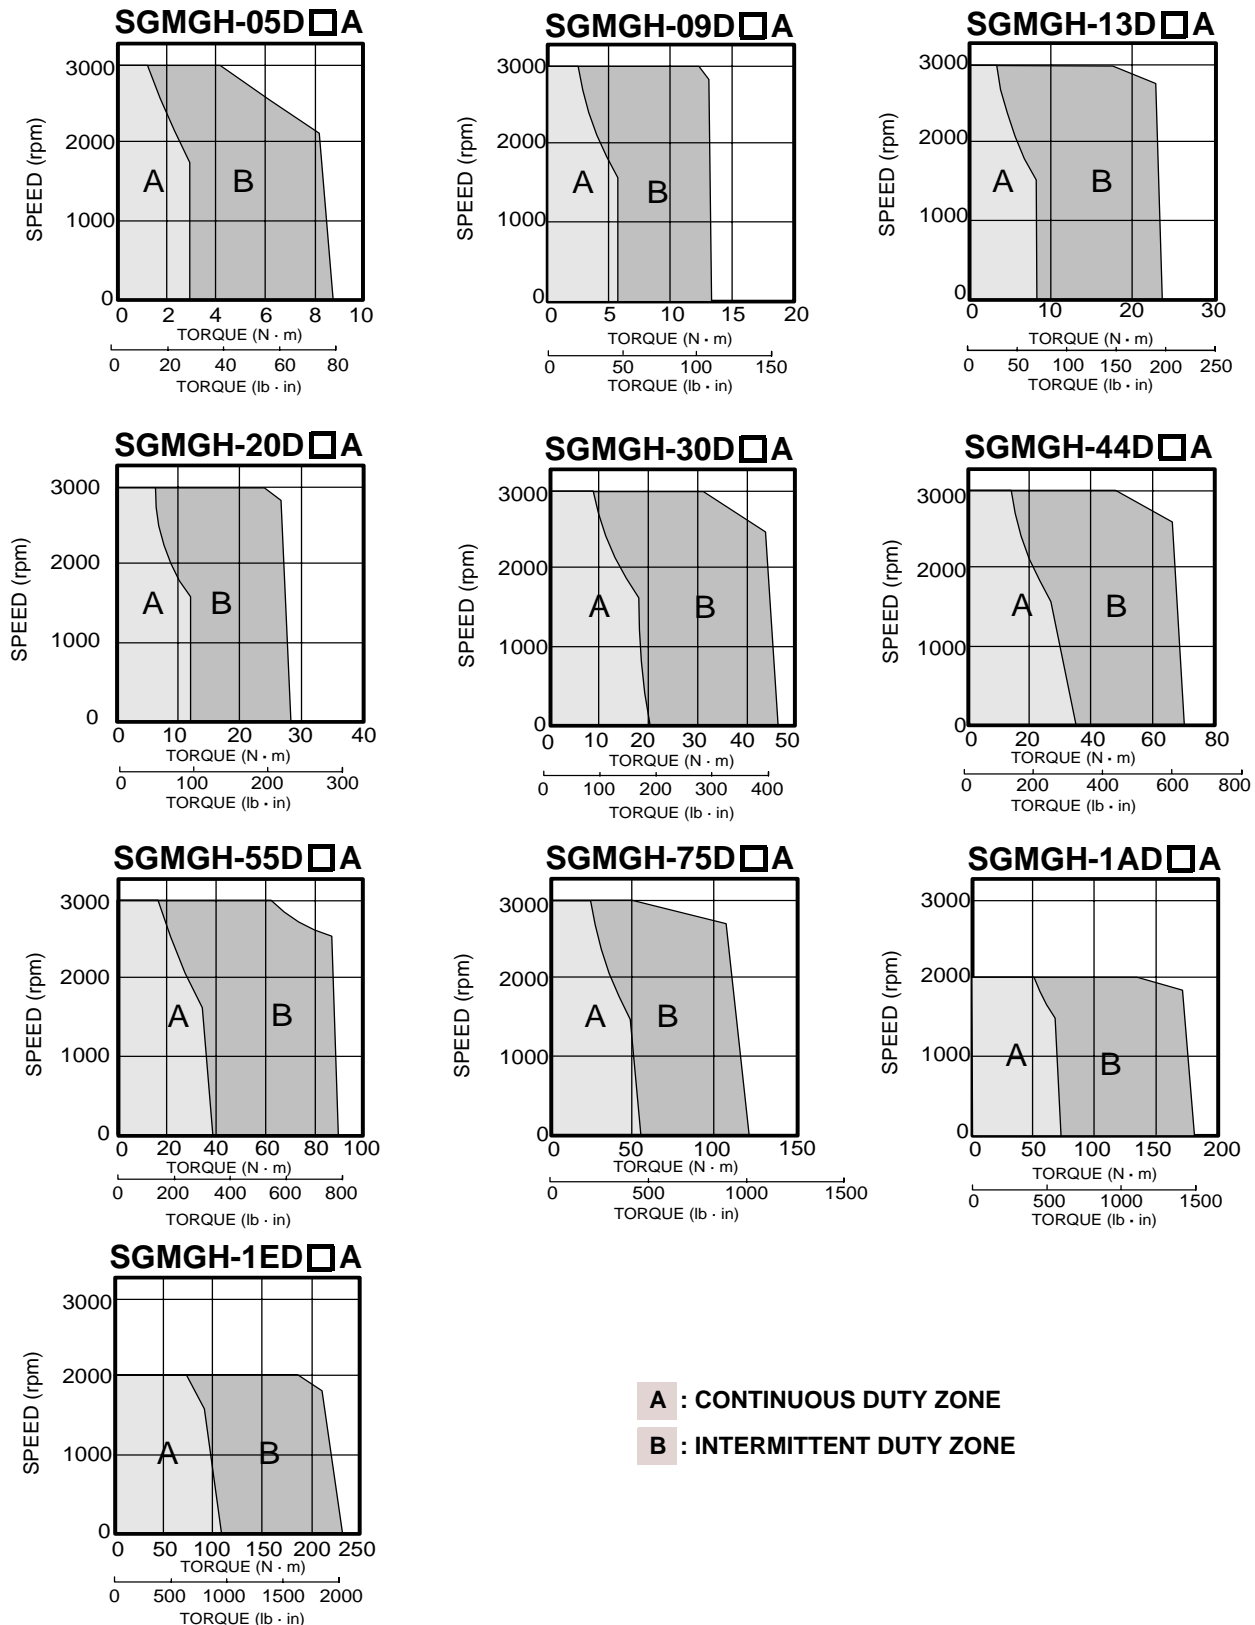 SGMGH-05D□A
SPEED (rpm)
3000
2000
1000
0
0 2 4 6 8 10
A B
TORQUE (N · m)
0 20 40 60 80
TORQUE (lb · in)
SGMGH-09D□A
SPEED (rpm)
3000
2000
1000
0
0 5 10 15 20
A B
TORQUE (N · m)
0 50 100 150
TORQUE (lb · in)
SGMGH-13D□A
SPEED (rpm)
3000
2000
1000
0
0 10 20 30
A B
TORQUE (N · m)
0 50 100 150 200 250
TORQUE (lb · in)
SGMGH-20D□A
SPEED (rpm)
3000
2000
1000
0
0 10 20 30 40
A B
TORQUE (N · m)
0 100 200 300
TORQUE (lb · in)
SGMGH-30D□A
SPEED (rpm)
3000
2000
1000
0
0 10 20 30 40 50
A B
TORQUE (N · m)
0 100 200 300 400
TORQUE (lb · in)
SGMGH-44D□A
SPEED (rpm)
3000
2000
1000
0
0 20 40 60 80
A B
TORQUE (N · m)
0 200 400 600 800
TORQUE (lb · in)
SGMGH-55D□A
SPEED (rpm)
3000
2000
1000
0
0 20 40 60 80 100
A B
TORQUE (N · m)
0 200 400 600 800
TORQUE (lb · in)
SGMGH-75D□A
SPEED (rpm)
3000
2000
1000
0
0 50 100 150
A B
TORQUE (N · m)
0 500 1000 1500
TORQUE (lb · in)
SGMGH-1AD□A
SPEED (rpm)
3000
2000
1000
0
0 50 100 150 200
A B
TORQUE (N · m)
0 500 1000 1500
TORQUE (lb · in)
SGMGH-1ED□A
SPEED (rpm)
3000
2000
1000
0
0 50 100 150 200 250
A B
TORQUE (N · m)
0 500 1000 1500 2000
TORQUE (lb · in)
A : CONTINUOUS DUTY ZONE
B : INTERMITTENT DUTY ZONE